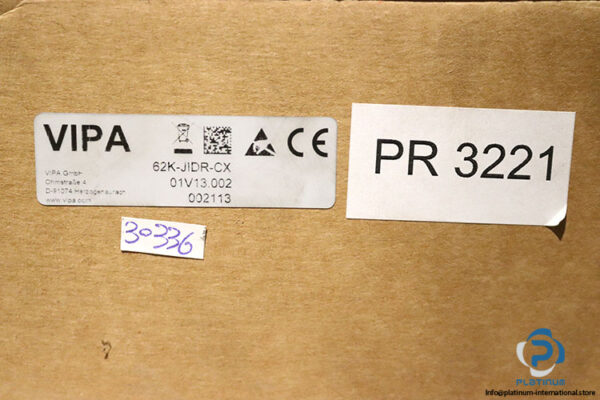 VIPA
CE
62K-JIDR-CX
VIPA GmbH
01V13.002
Ohmstraße 4
D-91074 Herzogenaurach
002113
www.vipa.com
PR 3221
30336
PLATINUM
info@platinum-international.store